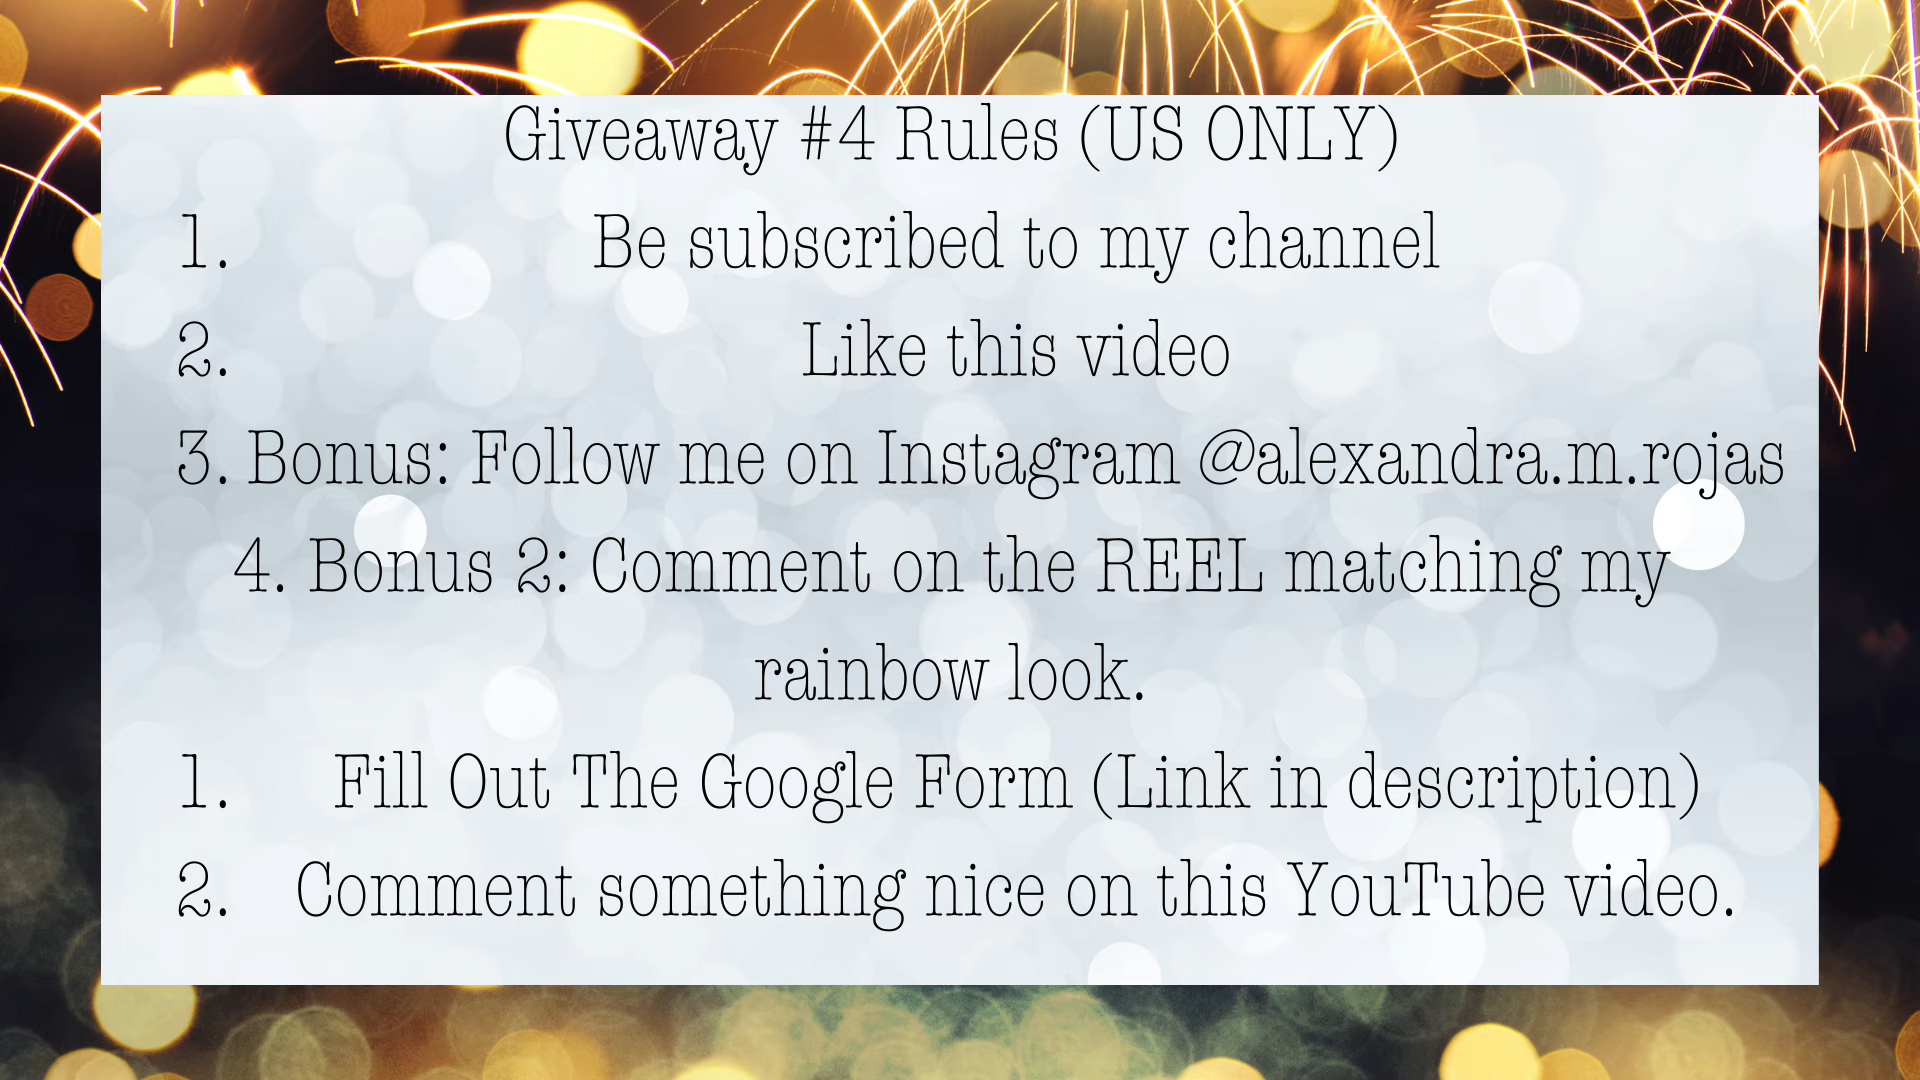 Giveaway #4 Rules (US ONLY)
1. Be subscribed to my channel
2. Like this video
3. Bonus: Follow me on Instagram @alexandra.m.rojas
4. Bonus 2: Comment on the REEL matching my
rainbow look.
1. Fill Out The Google Form (Link in description)
2. Comment something nice on this YouTube video.